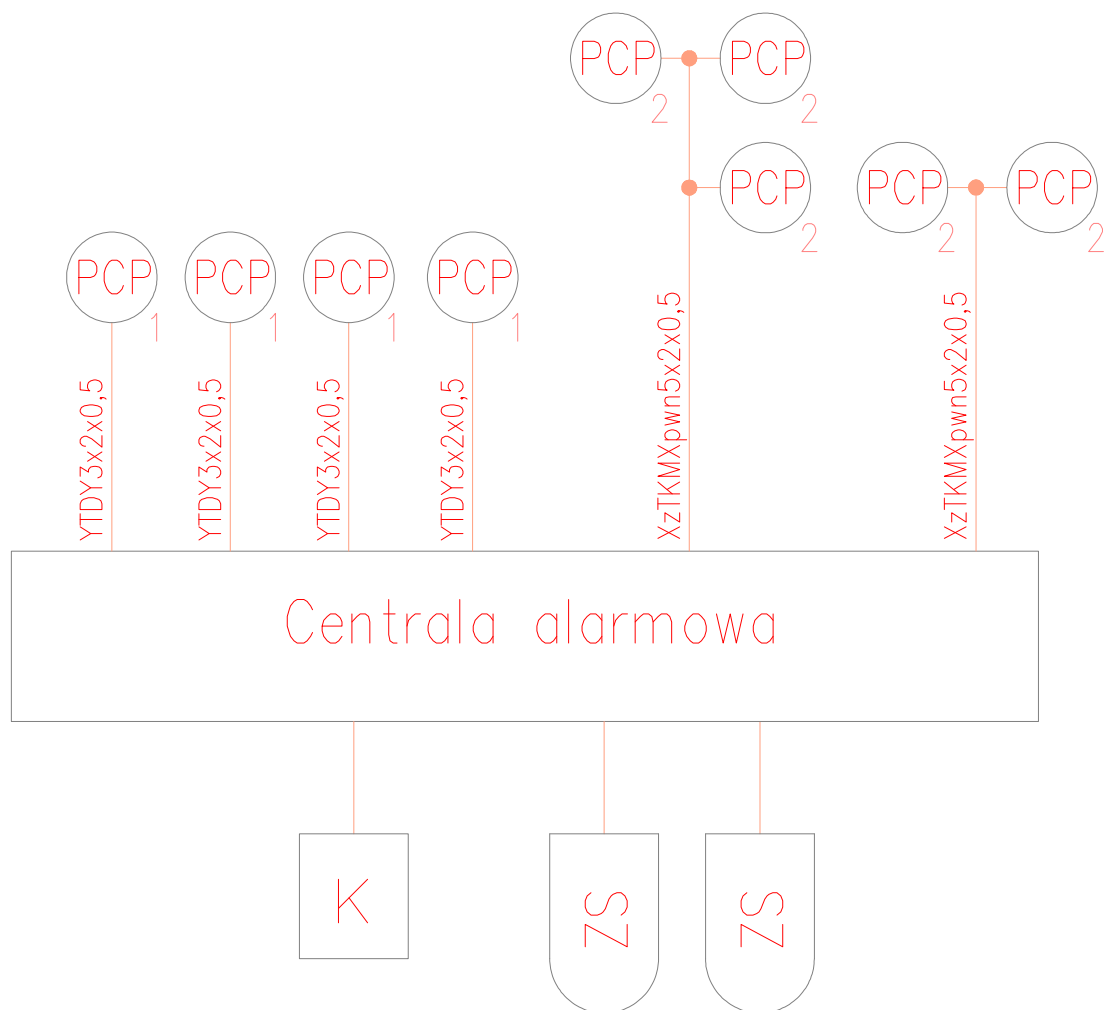 PCP
2
PCP
2
PCP
2
PCP
2
PCP
2
PCP
1
PCP
1
PCP
1
PCP
1
YTDY3x2x0,5
YTDY3x2x0,5
YTDY3x2x0,5
YTDY3x2x0,5
XzTKMXpwn5x2x0,5
XzTKMXpwn5x2x0,5
Centrala alarmowa
K
ZS
ZS